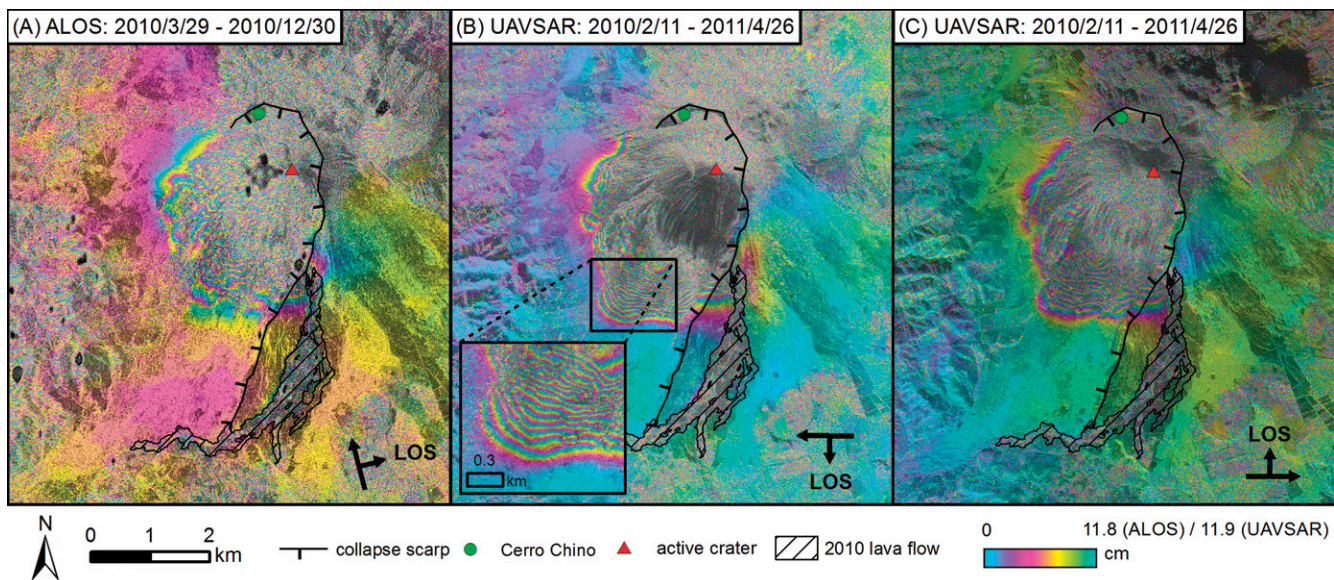 (A) ALOS: 2010/3/29 - 2010/12/30
(B) UAVSAR: 2010/2/11 - 2011/4/26
(C) UAVSAR: 2010/2/11 - 2011/4/26
LOS
0.3
km
LOS
LOS
N
0 1 2
km
collapse scarp
Cerro Chino
active crater
2010 lava flow
0 11.8 (ALOS) / 11.9 (UAVSAR)
cm